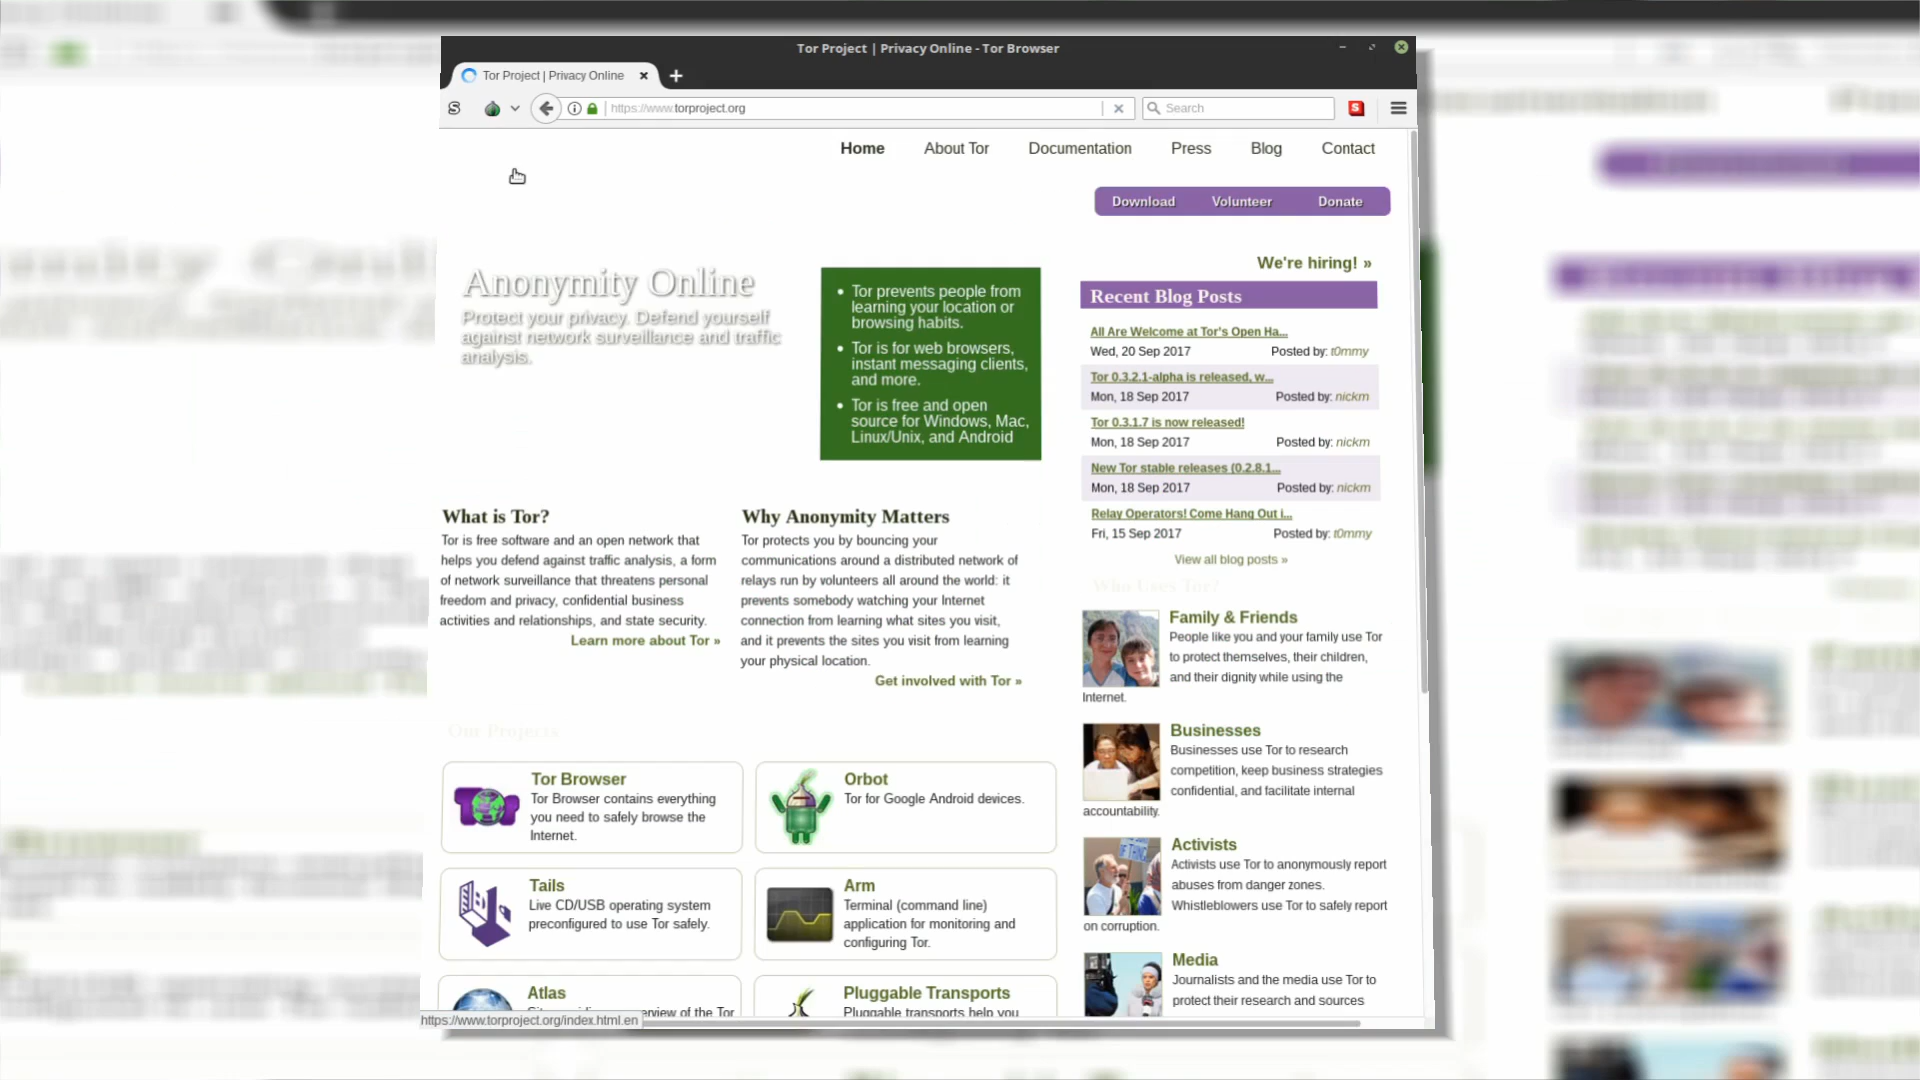 Tor Project | Privacy Online - Tor Browser
Tor Project | Privacy Online
https://www.torproject.org
Search
Home
About Tor
Documentation
Press
Blog
Contact
Download
Volunteer
Donate
Anonymity Online
Protect your privacy. Defend yourself
against network surveillance and traffic
analysis.
Tor prevents people from
learning your location or
browsing habits.
Tor is for web browsers,
instant messaging clients,
and more.
Tor is free and open
source for Windows, Mac,
Linux/Unix, and Android
We're hiring! »
Recent Blog Posts
All Are Welcome at Tor's Open Ha...
Wed, 20 Sep 2017 Posted by: t0mmy
Tor 0.3.2.1-alpha is released, w...
Mon, 18 Sep 2017 Posted by: nickm
Tor 0.3.1.7 is now released!
Mon, 18 Sep 2017 Posted by: nickm
New Tor stable releases (0.2.8.1...
Mon, 18 Sep 2017 Posted by: nickm
Relay Operators! Come Hang Out i...
Fri, 15 Sep 2017 Posted by: t0mmy
View all blog posts »
What is Tor?
Tor is free software and an open network that
helps you defend against traffic analysis, a form
of network surveillance that threatens personal
freedom and privacy, confidential business
activities and relationships, and state security.
Learn more about Tor »
Why Anonymity Matters
Tor protects you by bouncing your
communications around a distributed network of
relays run by volunteers all around the world: it
prevents somebody watching your Internet
connection from learning what sites you visit,
and it prevents the sites you visit from learning
your physical location.
Get involved with Tor »
Who Uses Tor?
Family & Friends
People like you and your family use Tor
to protect themselves, their children,
and their dignity while using the
Internet.
Businesses
Businesses use Tor to research
competition, keep business strategies
confidential, and facilitate internal
accountability.
Activists
Activists use Tor to anonymously report
abuses from danger zones.
Whistleblowers use Tor to safely report
on corruption.
Media
Journalists and the media use Tor to
protect their research and sources
Our Projects
Tor Browser
Tor Browser contains everything
you need to safely browse the
Internet.
Orbot
Tor for Google Android devices.
Tails
Live CD/USB operating system
preconfigured to use Tor safely.
Arm
Terminal (command line)
application for monitoring and
configuring Tor.
Atlas
of the Tor
Pluggable Transports
Pluggable transports help you
https://www.torproject.org/index.html.en